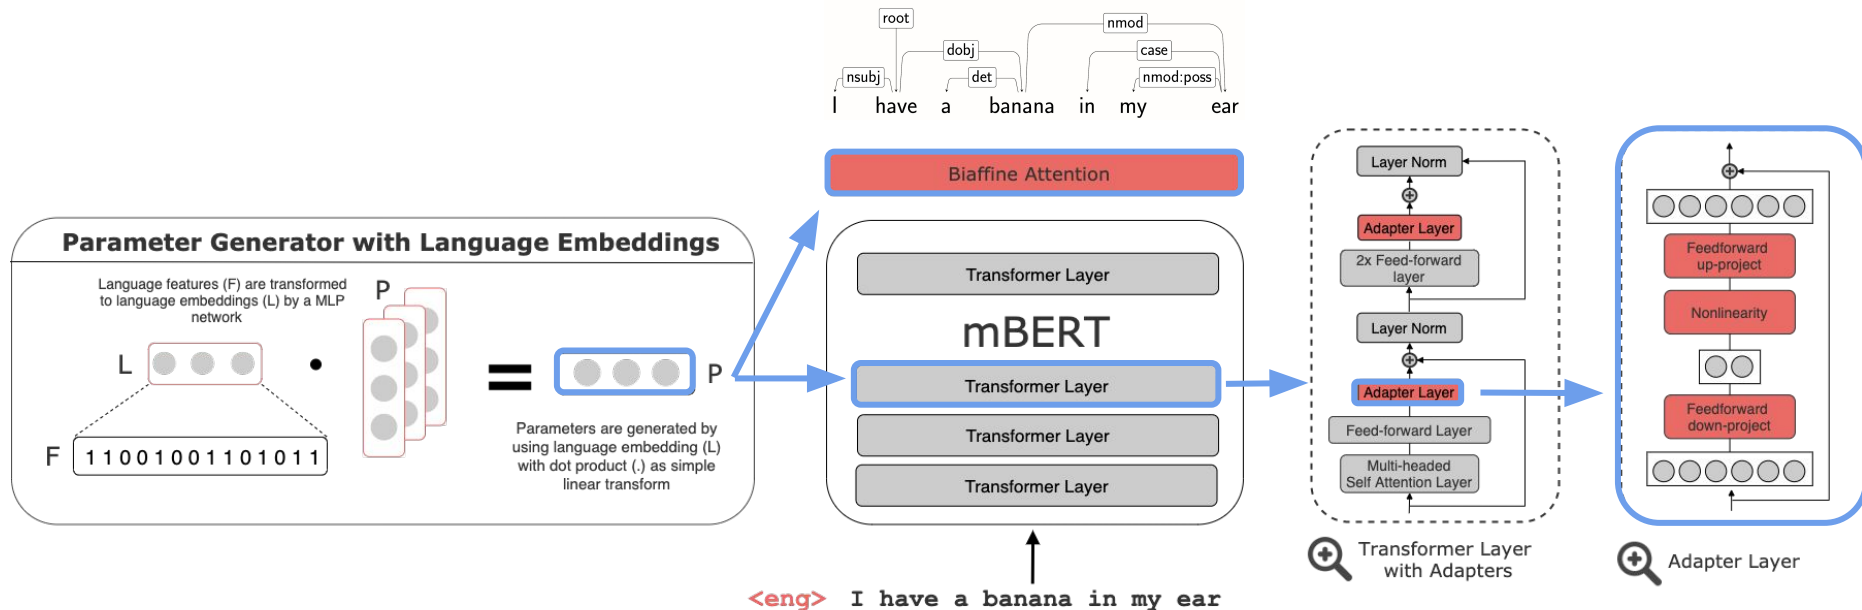 root
nmod
dobj
case
nsubj
det
nmod:poss
I have a banana in my ear
Biaffine Attention
Parameter Generator with Language Embeddings
Language features (F) are transformed
to language embeddings (L) by a MLP
network
P
L
F
1 1 0 0 1 0 0 1 1 0 1 0 1 1
=
P
Parameters are generated by
using language embedding (L)
with dot product (.) as simple
linear transform
Transformer Layer
mBERT
Transformer Layer
Transformer Layer
Transformer Layer
<eng> I have a banana in my ear
Layer Norm
Adapter Layer
2x Feed-forward
layer
Layer Norm
Adapter Layer
Feed-forward Layer
Multi-headed
Self Attention Layer
Transformer Layer
with Adapters
Feedforward
up-project
Nonlinearity
Feedforward
down-project
Adapter Layer